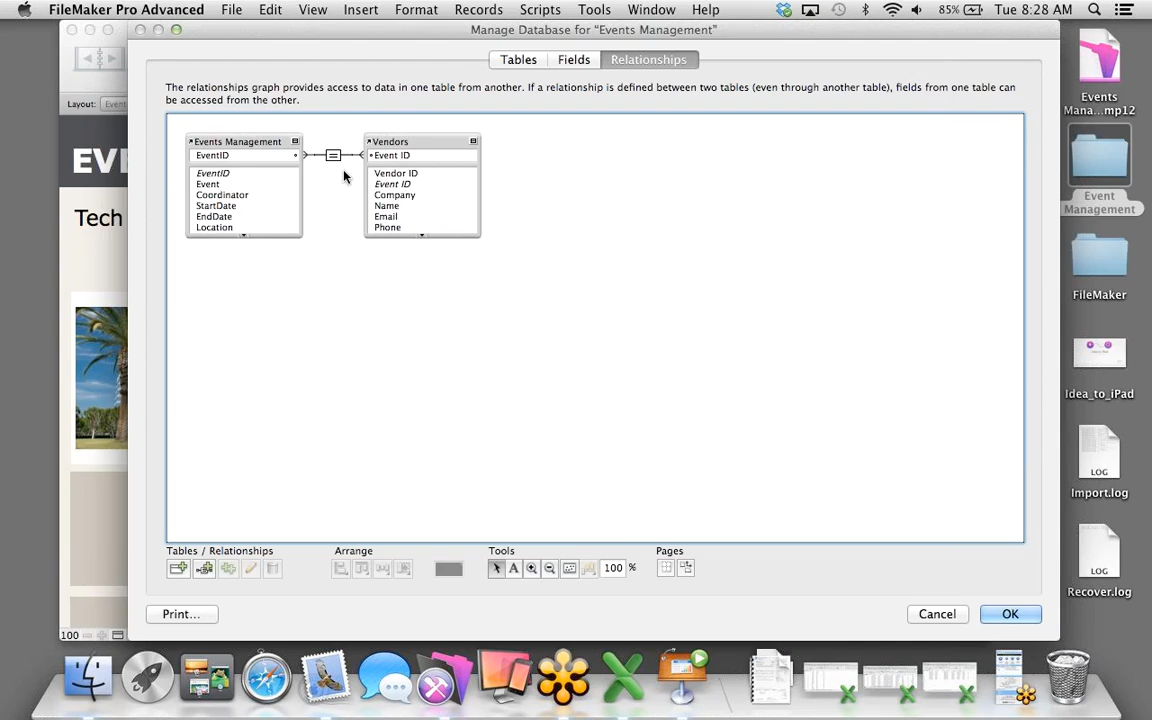 FileMaker Pro Advanced File Edit View Insert Format Records Scripts Tools Window Help 85% Tue 8:28 AM
Manage Database for “Events Management”
Tables Fields Relationships
The relationships graph provides access to data in one table from another. If a relationship is defined between two tables (even through another table), fields from one table can
be accessed from the other.
Layout: Event
EVE
Tech
Events Management
EventID
EventID
Event
Coordinator
StartDate
EndDate
Location
=
Vendors
Event ID
Vendor ID
Event ID
Company
Name
Email
Phone
Tables / Relationships Arrange Tools Pages
A 100 %
Print... Cancel OK
100
Events
Mana...mp12
Event
Management
FileMaker
Idea_to_iPad
LOG
Import.log
LOG
Recover.log